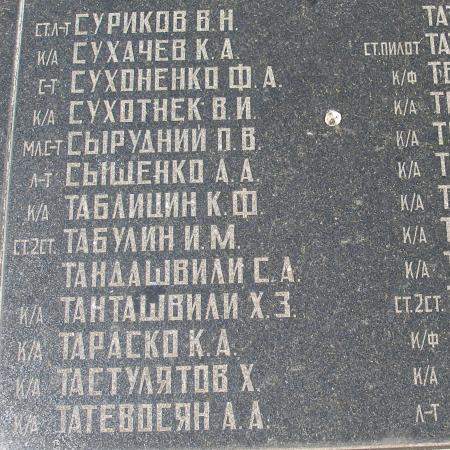 СТ.Л-Т СУРИКОВ В.Н
К/А СУХАЧЕВ К.А.
С-Т СУХОНЕНКО Ф.А.
К/А СУХОТНЕК В.И.
МЛ.С-Т СЫРУДНИЙ П.В.
Л-Т СЫШЕНКО А.А.
К/А ТАБЛИЦИН К.Ф.
СТ.2СТ. ТАБУЛИН И.М.
ТАНДАШВИЛИ С.А.
К/А ТАНТАШВИЛИ Х.З.
К/А ТАРАСКО К.А.
К/А ТАСТУЛЯТОВ Х.
К/А ТАТЕВОСЯН А.А.
СТ.ПИЛОТ
К/Ф
К/А
К/А
К/А
К/А
К/А
К/А
СТ.2СТ.
К/Ф
К/А
Л-Т